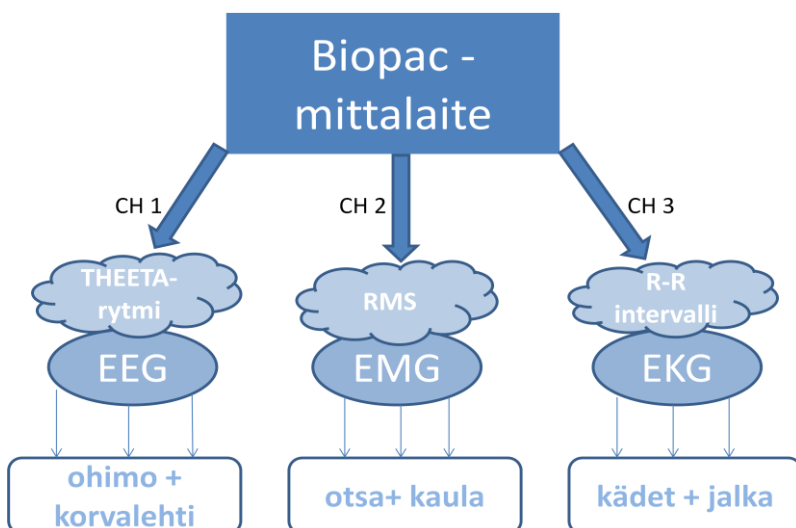 Biopac -
mittalaite
CH 1
CH 2
CH 3
THEETA-
rytmi
RMS
R-R
intervalli
EEG
EMG
EKG
ohimo +
korvalehti
otsa+ kaula
kädet + jalka